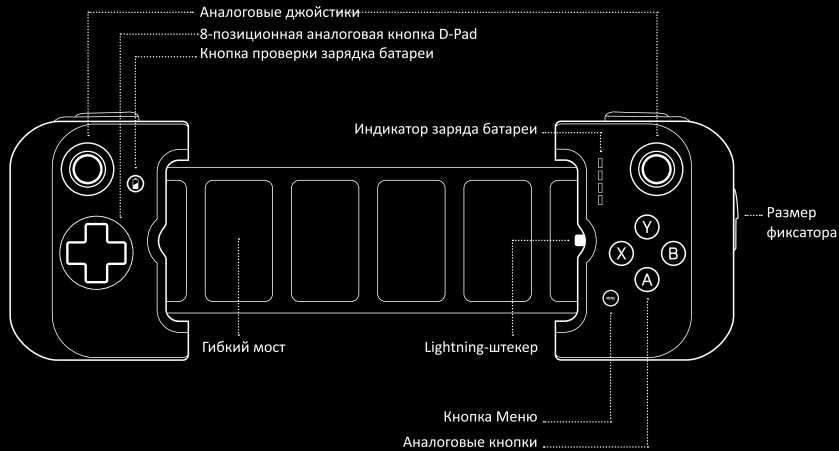 Аналоговые джойстики
8-позиционная аналоговая кнопка D-Pad
Кнопка проверки зарядка батареи
Индикатор заряда батареи
Размер
фиксатора
Y
X
B
A
MENU
Гибкий мост
Lightning-штекер
Кнопка Меню
Аналоговые кнопки